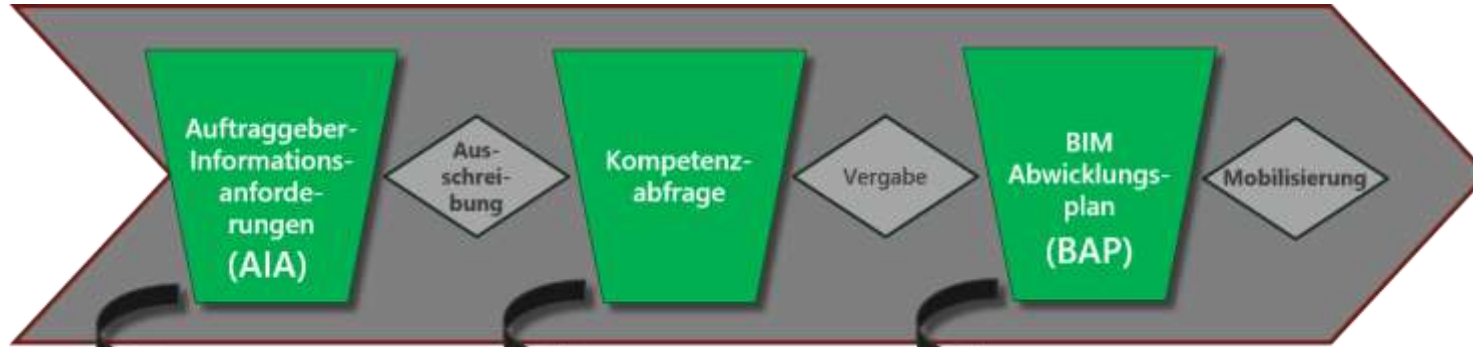 Auftraggeber-
Informations-
anforde-
rungen
(AIA)
Aus-
schrei-
bung
Kompetenz-
abfrage
Vergabe
BIM
Abwicklungs-
plan
(BAP)
Mobilisierung